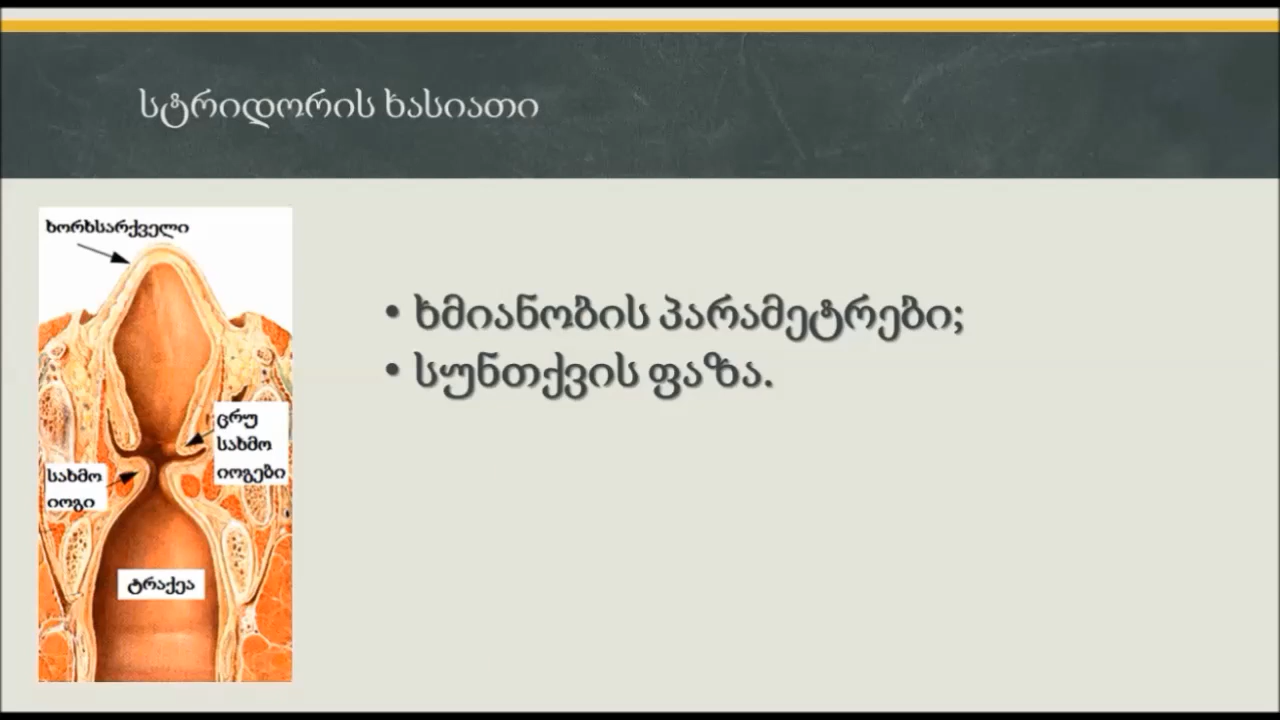 სტრიდორის ხასიათი
ხორხსარქველი
ცრუ
სახმო
იოგები
სახმო
იოგი
ტრაქეა
• ხმიანობის პარამეტრები;
• სუნთქვის ფაზა.